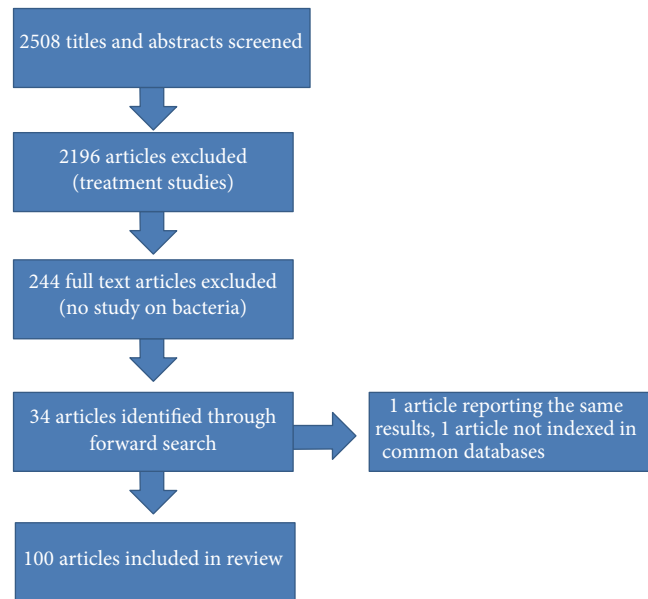 2508 titles and abstracts screened
2196 articles excluded
(treatment studies)
244 full text articles excluded
(no study on bacteria)
34 articles identified through
forward search
1 article reporting the same
results, 1 article not indexed in
common databases
100 articles included in review